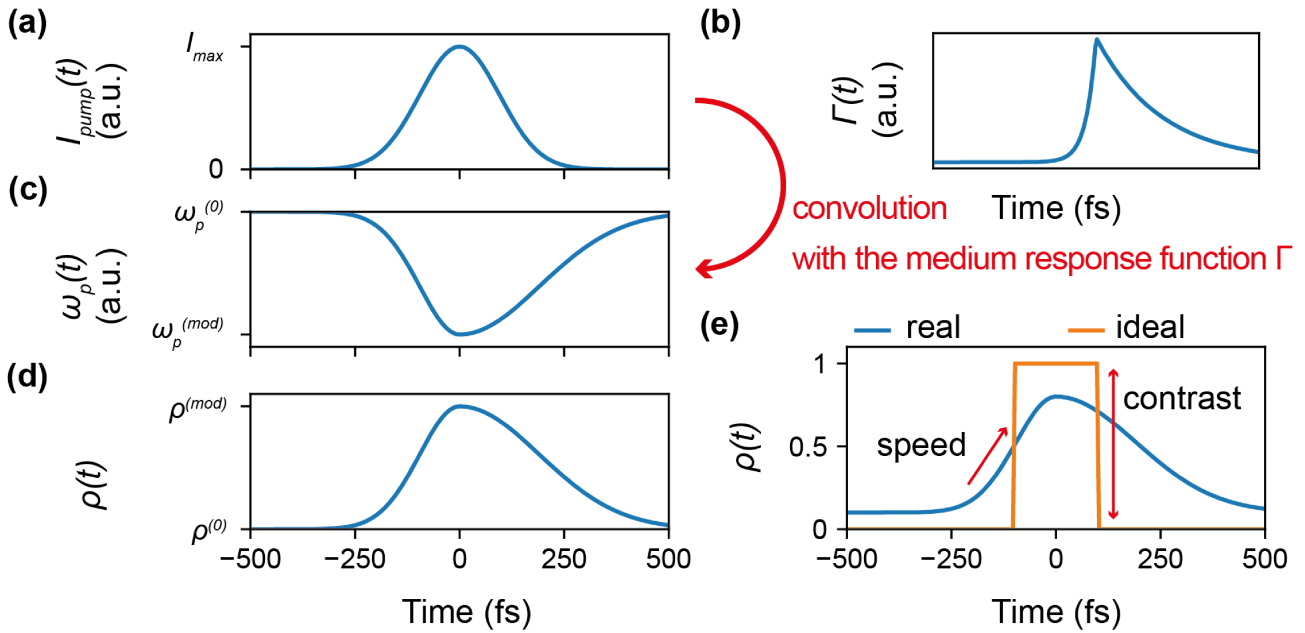 (a)
I_max
I_pump(t)
(a.u.)
0
(b)
Γ(t)
(a.u.)
Time (fs)
convolution
with the medium response function Γ
(c)
ω_p^(0)
ω_p(t)
(a.u.)
ω_p^(mod)
(d)
ρ^(mod)
ρ(t)
ρ^(0)
−500 −250 0 250 500
Time (fs)
(e)
real ideal
1
contrast
speed
ρ(t)
0.5
0
−500 −250 0 250 500
Time (fs)